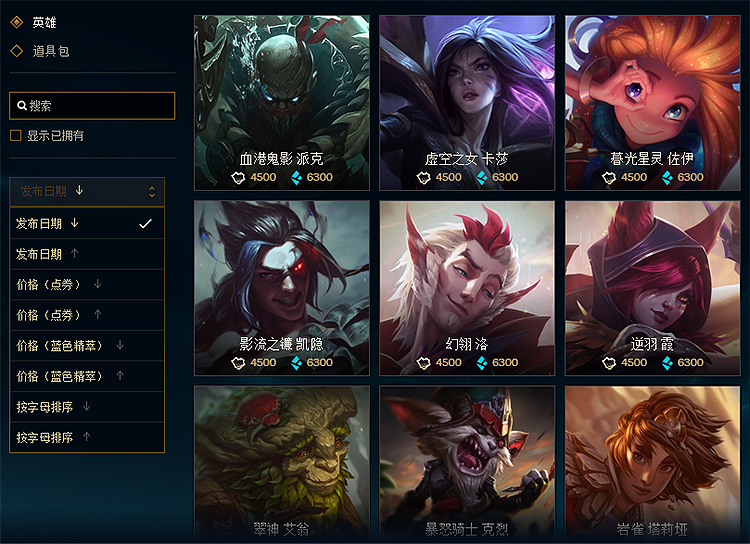 英雄
道具包
搜索
显示已拥有
发布日期 ↓
发布日期 ↓
发布日期 ↑
价格（点券） ↓
价格（点券） ↑
价格（蓝色精萃） ↓
价格（蓝色精萃） ↑
按字母排序 ↓
按字母排序 ↑
血港鬼影 派克
4500 6300
虚空之女 卡莎
4500 6300
暮光星灵 佐伊
4500 6300
影流之镰 凯隐
4500 6300
幻翎 洛
4500 6300
逆羽 霞
4500 6300
翠神 艾翁
暴怒骑士 克烈
岩雀 塔莉垭